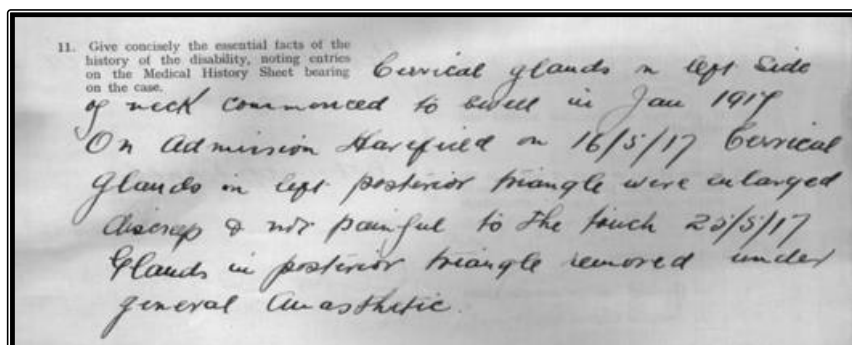 11. Give concisely the essential facts of the
history of the disability, noting entries
on the Medical History Sheet bearing
on the case.
Cervical glands on left side
of neck commenced to swell in Jan 1917
On admission Harefield on 16/5/17 Cervical
Glands in left posterior triangle were enlarged
& not painful to the touch 25/5/17
Glands in posterior triangle removed under
general Anasthetic.